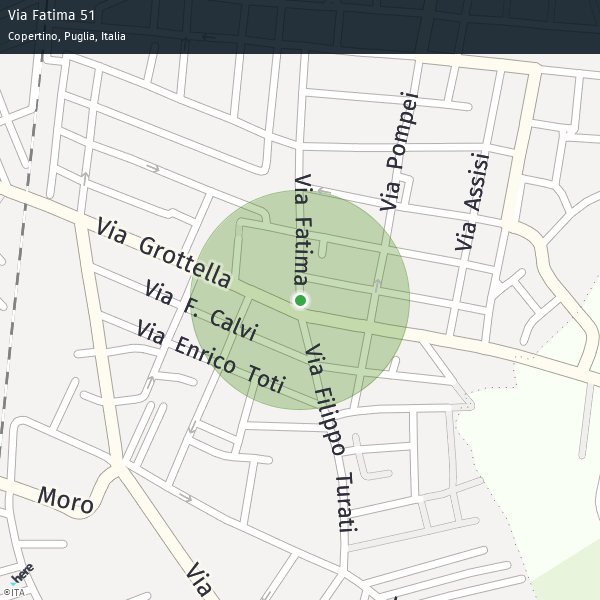 Via Fatima 51
Copertino, Puglia, Italia
Via Pompei
Via Assisi
Via Fatima
Via Grottella
Via F. Calvi
Via Enrico Toti
Via Filippo Turati
Moro
Via
here
©ITA